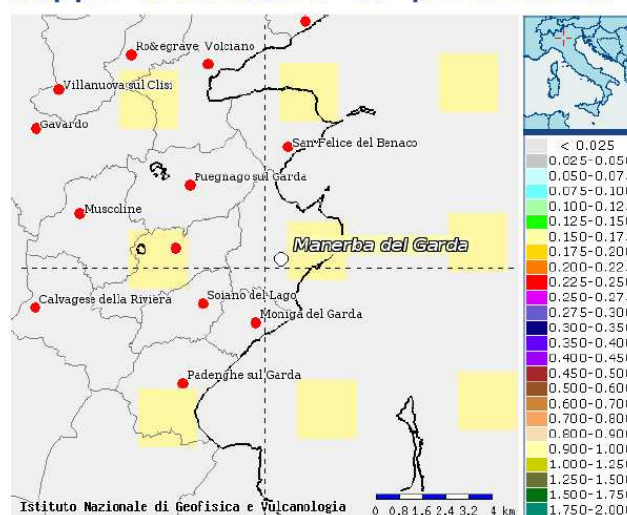 Roè Volciano
Villanuova sul Clisi
Gavardo
San Felice del Benaco
Puegnago sul Garda
Muscoline
Manerba del Garda
Calvagese della Riviera
Soiano del Lago
Moniga del Garda
Padenghe sul Garda
Istituto Nazionale di Geofisica e Vulcanologia
0 0.8 1.6 2.4 3.2 4 km
< 0.025
0.025-0.050
0.050-0.07
0.075-0.100
0.100-0.12
0.125-0.150
0.150-0.17
0.175-0.200
0.200-0.22
0.225-0.250
0.250-0.27
0.275-0.300
0.300-0.350
0.350-0.400
0.400-0.450
0.450-0.500
0.500-0.600
0.600-0.700
0.700-0.800
0.800-0.900
0.900-1.000
1.000-1.250
1.250-1.500
1.500-1.750
1.750-2.000